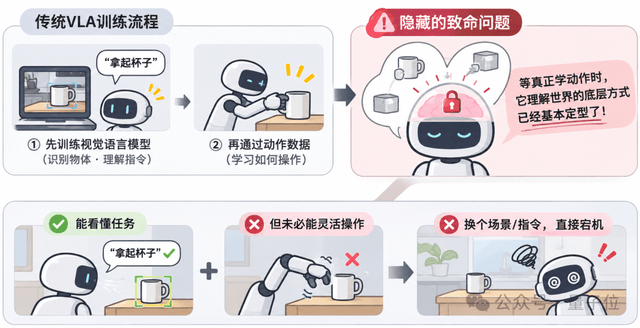 传统VLA训练流程
隐藏的致命问题
“拿起杯子”
等真正学动作时，
它理解世界的底层方式
已经基本定型了！
① 先训练视觉语言模型
（识别物体·理解指令）
② 再通过动作数据
（学习如何操作）
能看懂任务
但未必能灵活操作
换个场景/指令，直接宕机
“拿起杯子”
公众号·量子位